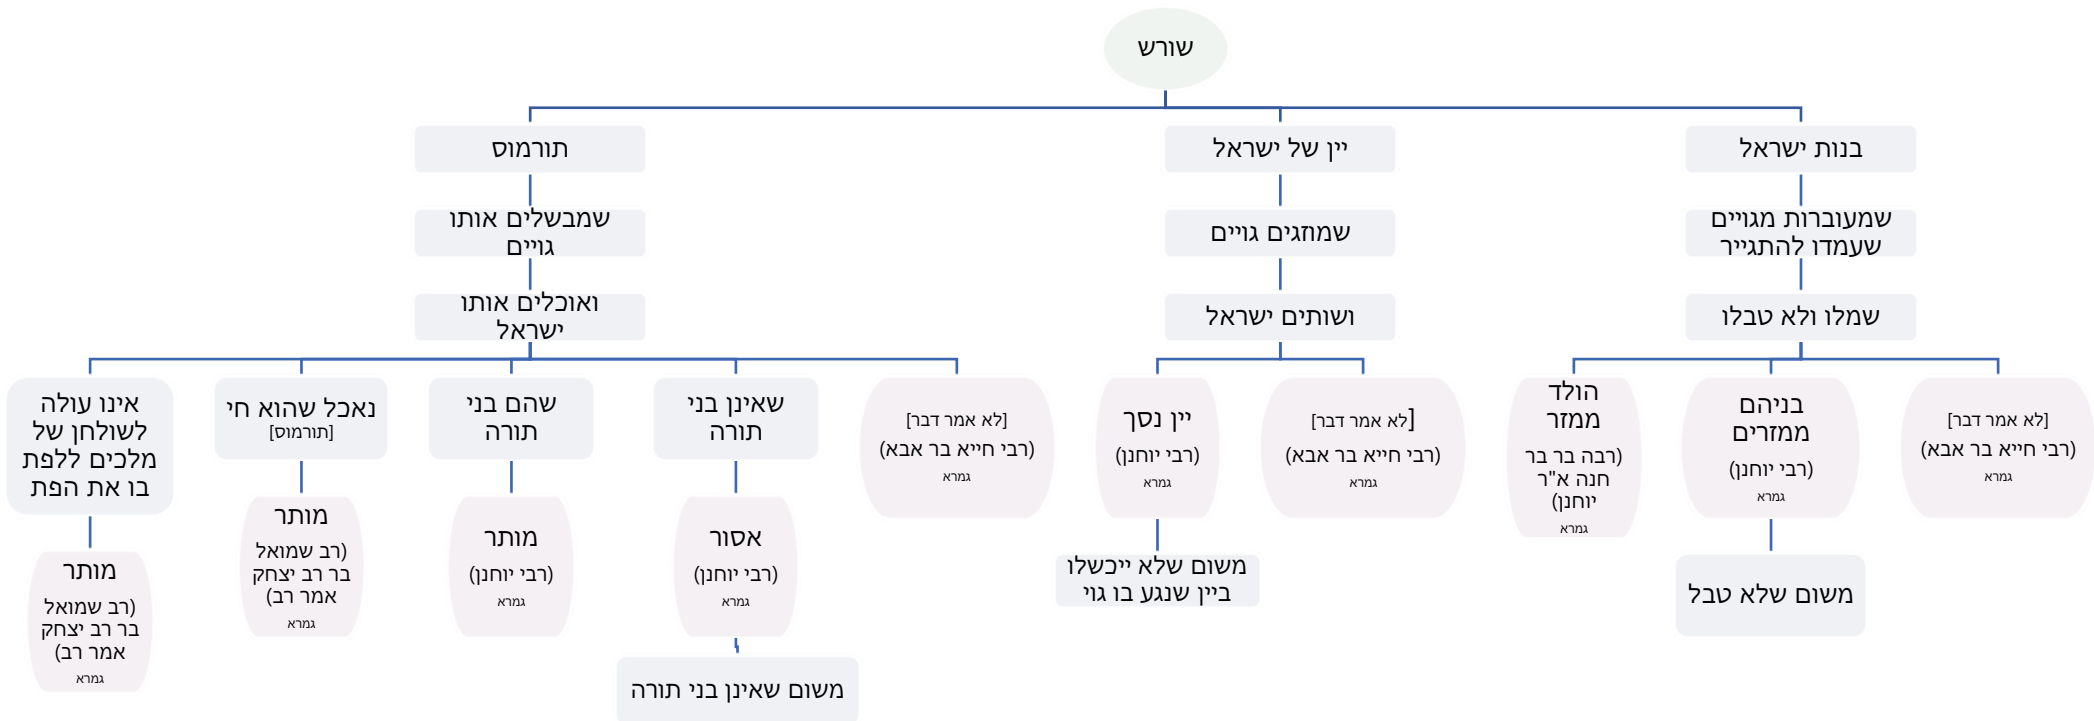 שורש
בנות ישראל
יין של ישראל
תורמוס
שמעוברות מגויים
שעמדו להתגייר
שמוזגים גויים
שמבשלים אותו
גויים
שמלו ולא טבלו
ושותים ישראל
ואוכלים אותו
ישראל
[לא אמר דבר]
(רבי חייא בר אבא)
גמרא
בניהם
ממזרים
(רבי יוחנן)
גמרא
הולד
ממזר
(רבה בר בר
חנה א"ר
יוחנן)
גמרא
[לא אמר דבר]
(רבי חייא בר אבא)
גמרא
יין נסך
(רבי יוחנן)
גמרא
[לא אמר דבר]
(רבי חייא בר אבא)
גמרא
שאינן בני
תורה
שהם בני
תורה
נאכל שהוא חי
[תורמוס]
אינו עולה
לשולחן של
מלכים ללפת
בו את הפת
משום שלא טבל
משום שלא ייכשלו
ביין שנגע בו גוי
אסור
(רבי יוחנן)
גמרא
מותר
(רבי יוחנן)
גמרא
מותר
(רב שמואל
בר רב יצחק
אמר רב)
גמרא
מותר
(רב שמואל
בר רב יצחק
אמר רב)
גמרא
משום שאינן בני תורה